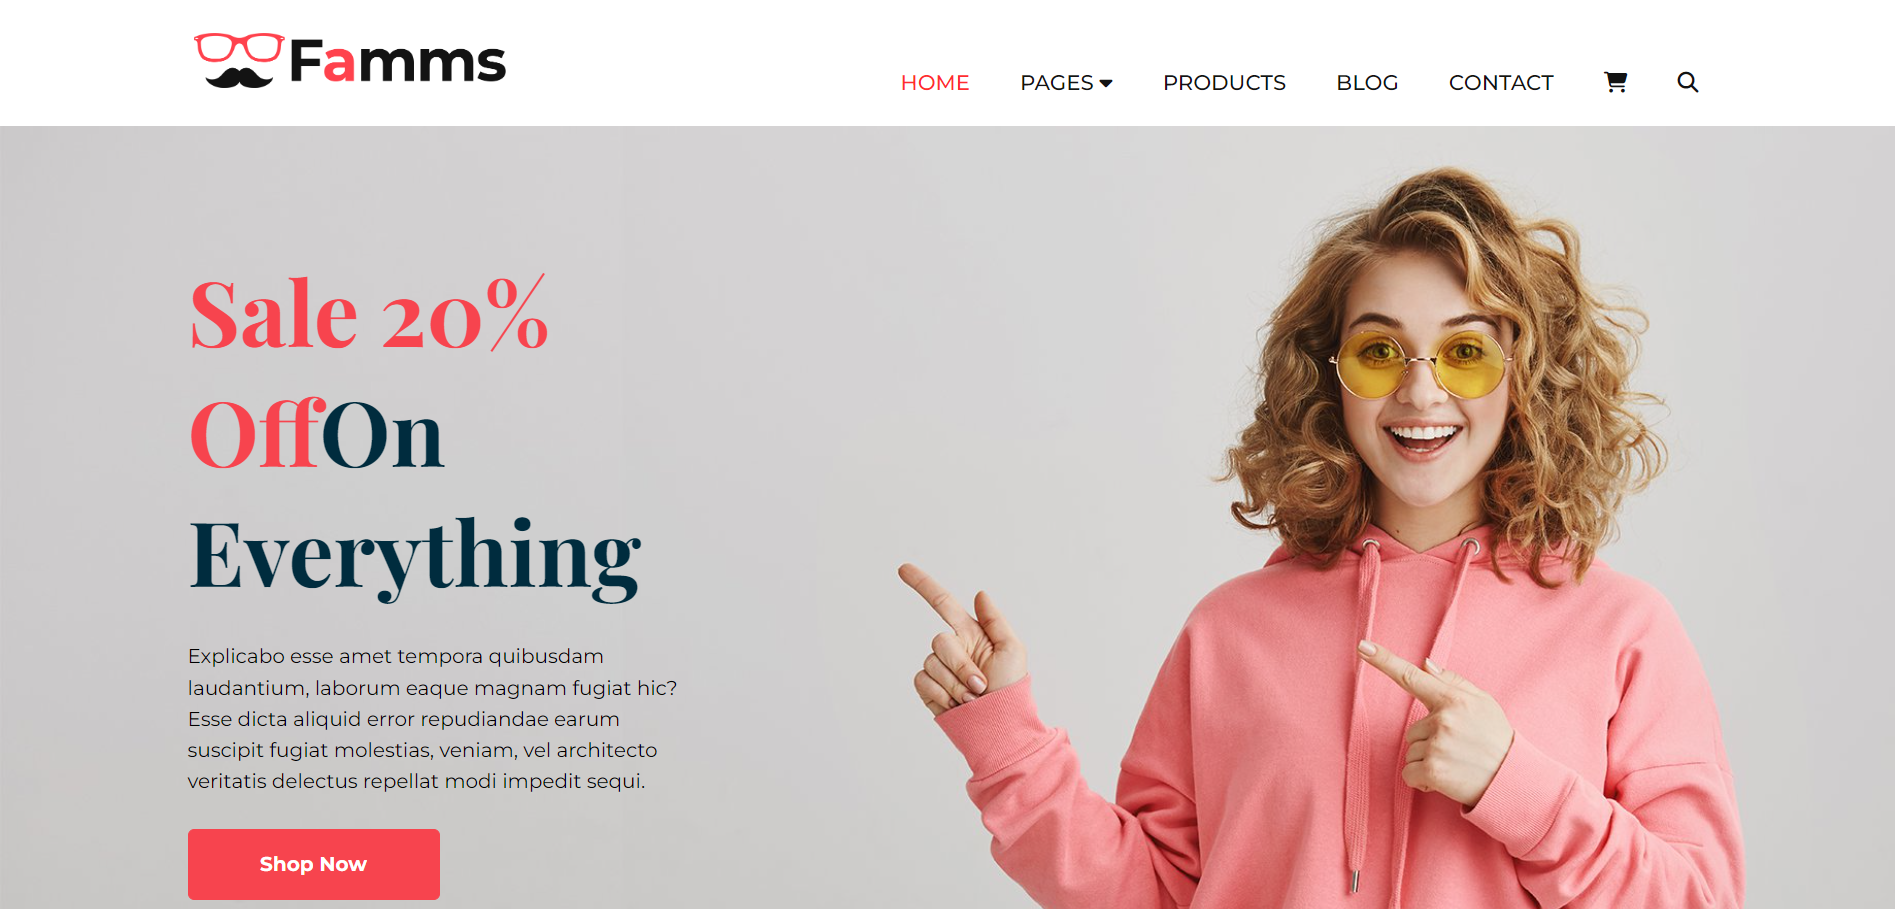 Famms
HOME PAGES PRODUCTS BLOG CONTACT
Sale 20%
OffOn
Everything
Explicabo esse amet tempora quibusdam
laudantium, laborum eaque magnam fugiat hic?
Esse dicta aliquid error repudiandae earum
suscipit fugiat molestias, veniam, vel architecto
veritatis delectus repellat modi impedit sequi.
Shop Now